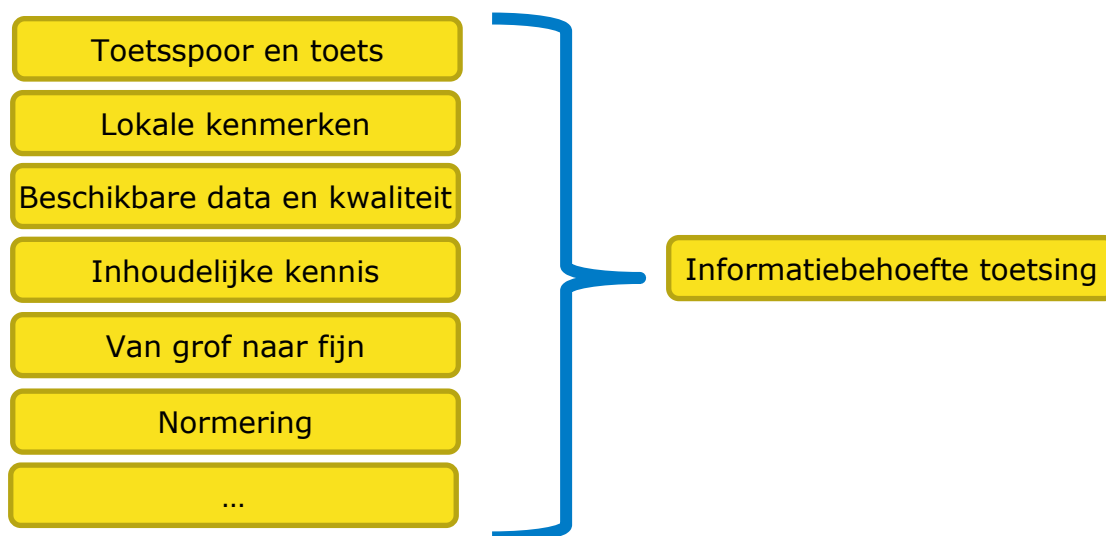 Toetsspoor en toets
Lokale kenmerken
Beschikbare data en kwaliteit
Inhoudelijke kennis
Van grof naar fijn
Normering
…
Informatiebehoefte toetsing